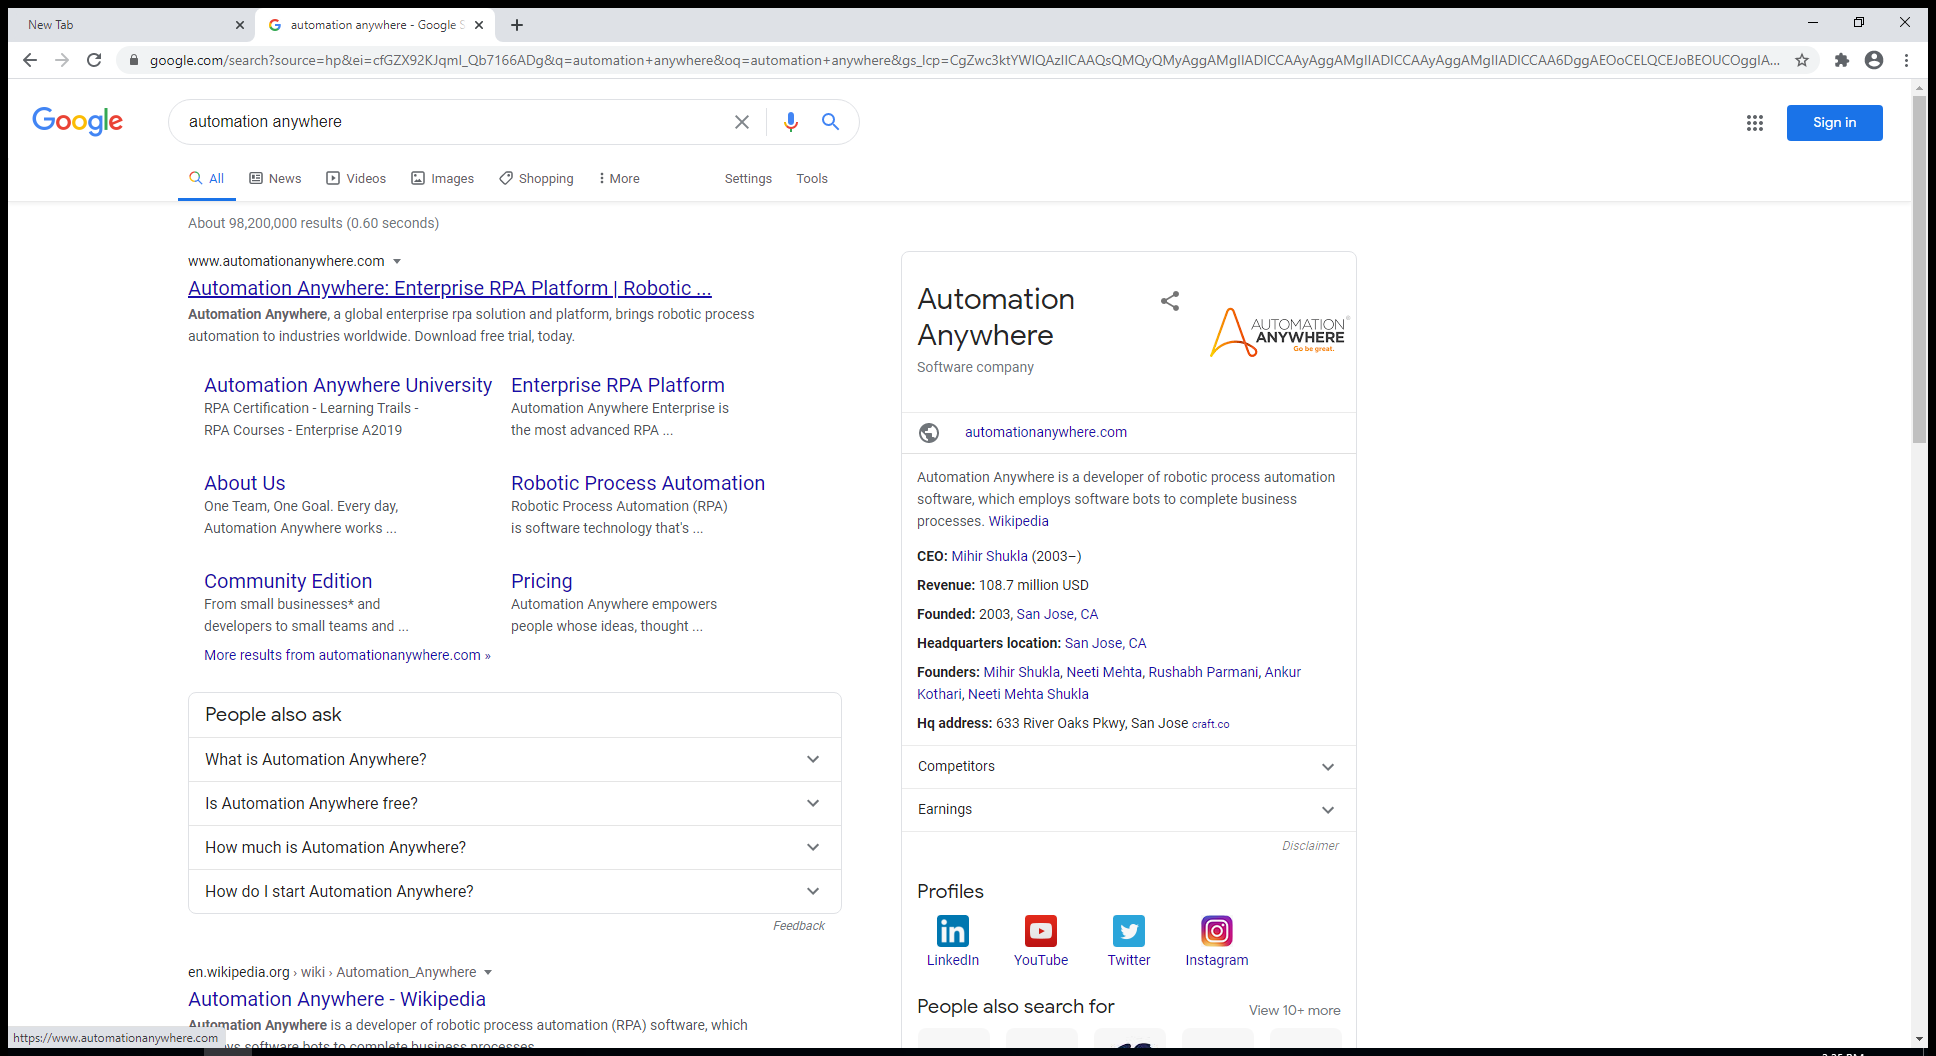 New Tab
automation anywhere - Google S
google.com/search?source=hp&ei=cfGZX92KJqml_Qb7166ADg&q=automation+anywhere&oq=automation+anywhere&gs_lcp=CgZwc3ktYWIQAzIICAAQsQMQyQMyAggAMgIIADICCAAyAggAMgIIADICCAAyAggAMgIIADICCAA6DggAEOoCELQCEJoBEOUCOggIA...
Google
automation anywhere
Sign in
All
News
Videos
Images
Shopping
More
Settings
Tools
About 98,200,000 results (0.60 seconds)
www.automationanywhere.com
Automation Anywhere: Enterprise RPA Platform | Robotic ...
Automation Anywhere, a global enterprise rpa solution and platform, brings robotic process
automation to industries worldwide. Download free trial, today.
Automation Anywhere University
RPA Certification - Learning Trails -
RPA Courses - Enterprise A2019
Enterprise RPA Platform
Automation Anywhere Enterprise is
the most advanced RPA ...
About Us
One Team, One Goal. Every day,
Automation Anywhere works ...
Robotic Process Automation
Robotic Process Automation (RPA)
is software technology that's ...
Community Edition
From small businesses* and
developers to small teams and ...
Pricing
Automation Anywhere empowers
people whose ideas, thought ...
More results from automationanywhere.com »
People also ask
What is Automation Anywhere?
Is Automation Anywhere free?
How much is Automation Anywhere?
How do I start Automation Anywhere?
Feedback
en.wikipedia.org › wiki › Automation_Anywhere
Automation Anywhere - Wikipedia
Automation Anywhere is a developer of robotic process automation (RPA) software, which
software bots to complete business processes.
https://www.automationanywhere.com
Automation
Anywhere
Software company
AUTOMATION
ANYWHERE
Go be great.
automationanywhere.com
Automation Anywhere is a developer of robotic process automation
software, which employs software bots to complete business
processes. Wikipedia
CEO: Mihir Shukla (2003–)
Revenue: 108.7 million USD
Founded: 2003, San Jose, CA
Headquarters location: San Jose, CA
Founders: Mihir Shukla, Neeti Mehta, Rushabh Parmani, Ankur
Kothari, Neeti Mehta Shukla
Hq address: 633 River Oaks Pkwy, San Jose craft.co
Competitors
Earnings
Disclaimer
Profiles
LinkedIn
YouTube
Twitter
Instagram
People also search for
View 10+ more